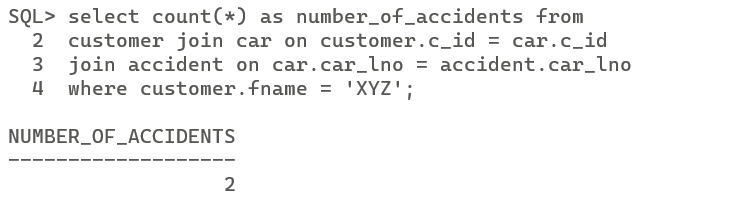 SQL> select count(*) as number_of_accidents from
  2  customer join car on customer.c_id = car.c_id
  3  join accident on car.car_lno = accident.car_lno
  4  where customer.fname = 'XYZ';
NUMBER_OF_ACCIDENTS
-------------------
                  2